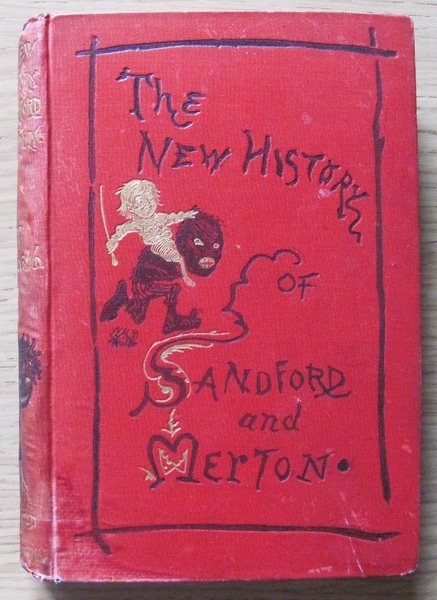 The
New History
of
Sandford
and
Merton.